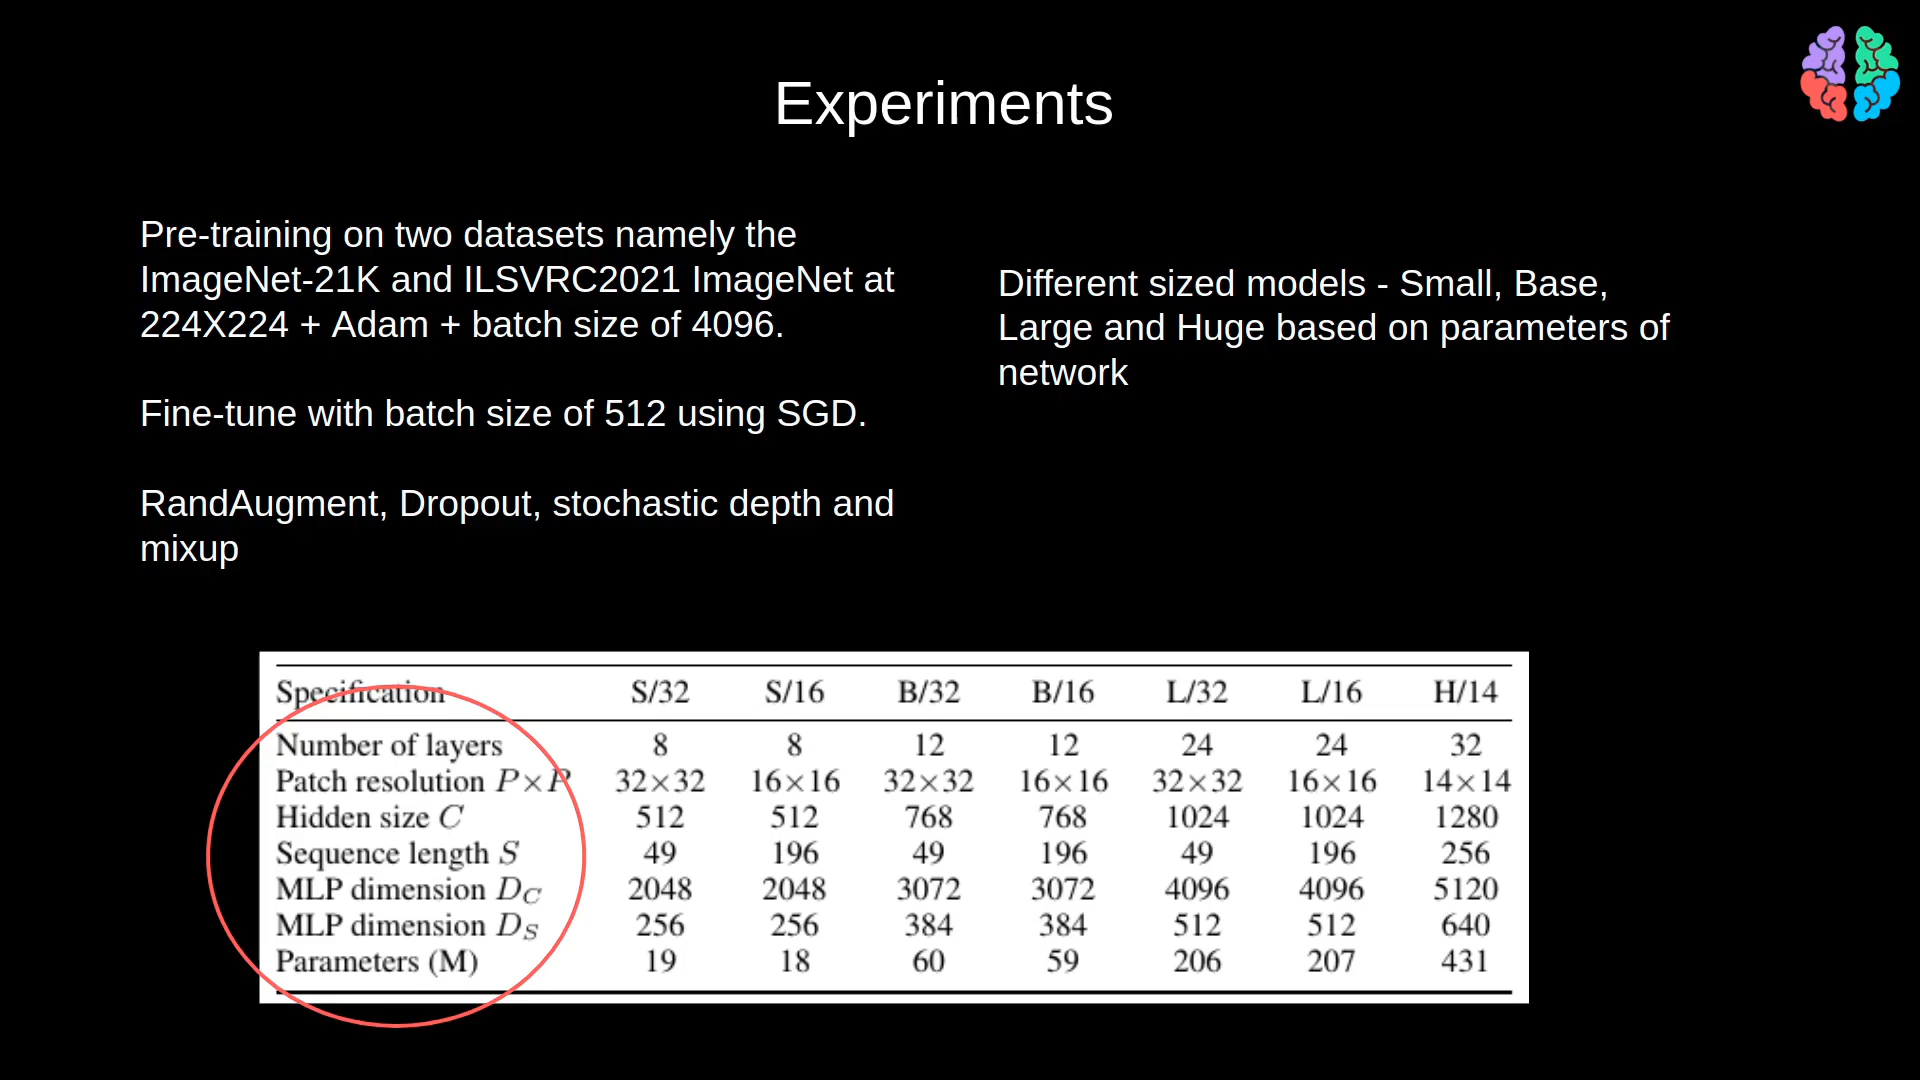 Experiments
Pre-training on two datasets namely the
ImageNet-21K and ILSVRC2021 ImageNet at
224X224 + Adam + batch size of 4096.
Fine-tune with batch size of 512 using SGD.
RandAugment, Dropout, stochastic depth and
mixup
Different sized models - Small, Base,
Large and Huge based on parameters of
network
Specification S/32 S/16 B/32 B/16 L/32 L/16 H/14
Number of layers 8 8 12 12 24 24 32
Patch resolution P×P 32×32 16×16 32×32 16×16 32×32 16×16 14×14
Hidden size C 512 512 768 768 1024 1024 1280
Sequence length S 49 196 49 196 49 196 256
MLP dimension D_C 2048 2048 3072 3072 4096 4096 5120
MLP dimension D_S 256 256 384 384 512 512 640
Parameters (M) 19 18 60 59 206 207 431